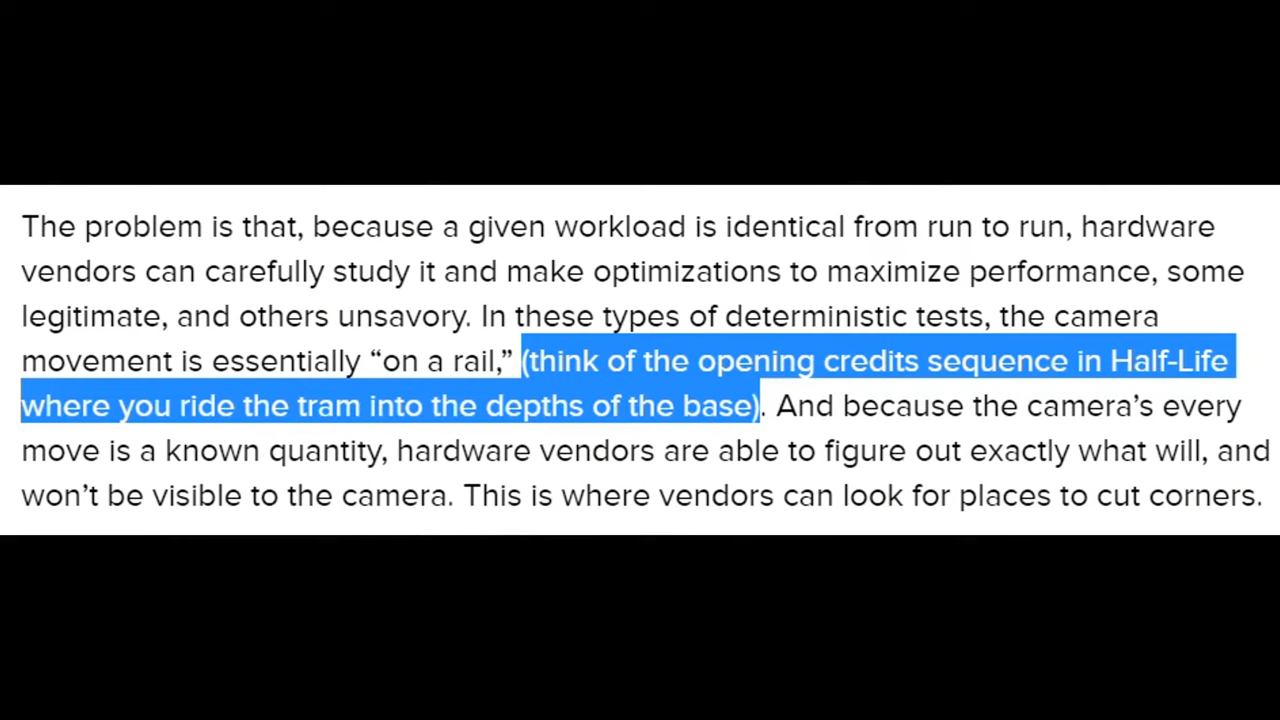 The problem is that, because a given workload is identical from run to run, hardware
vendors can carefully study it and make optimizations to maximize performance, some
legitimate, and others unsavory. In these types of deterministic tests, the camera
movement is essentially “on a rail,” (think of the opening credits sequence in Half-Life
where you ride the tram into the depths of the base). And because the camera’s every
move is a known quantity, hardware vendors are able to figure out exactly what will, and
won’t be visible to the camera. This is where vendors can look for places to cut corners.